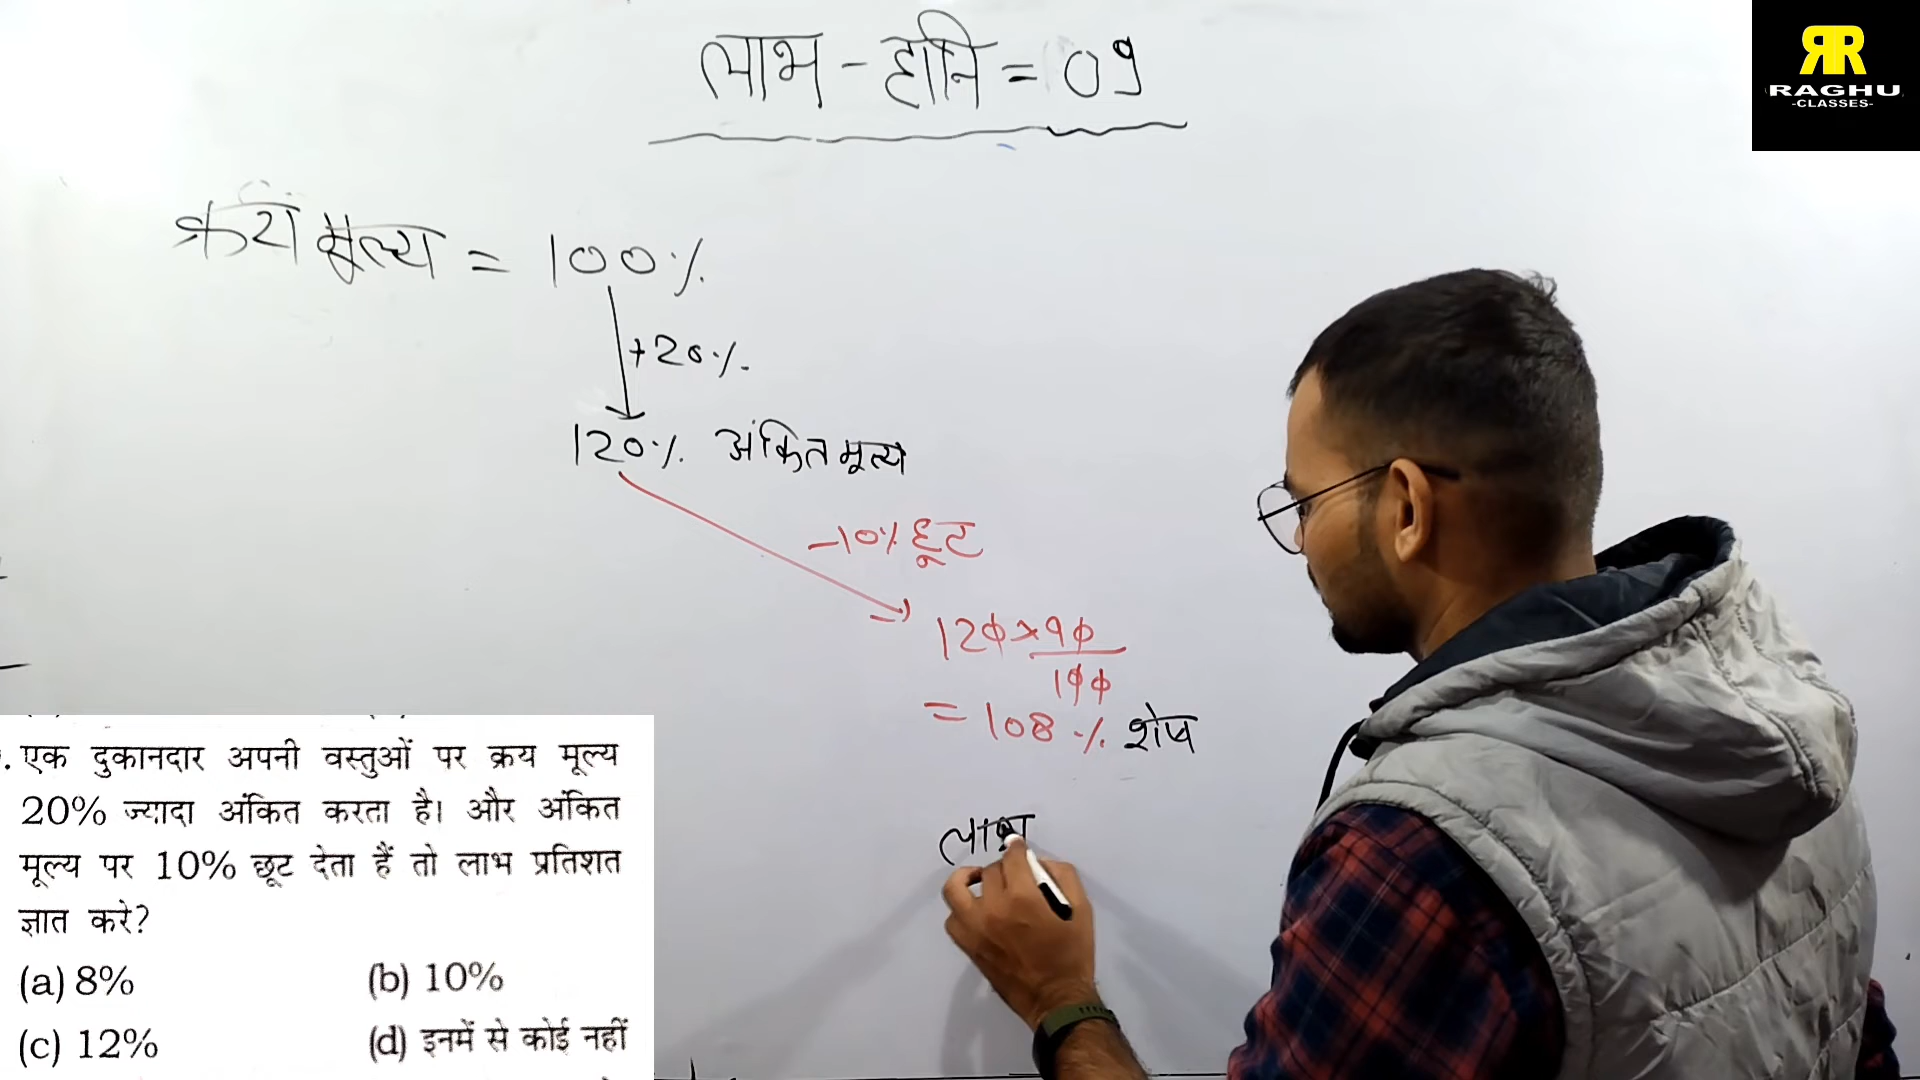 लाभ - हानि = 09
RR
RAGHU
-CLASSES-
क्रय मूल्य = 100%
+20%
120% अंकित मूल्य
-10% छूट
120×90
100
= 108% शेष
लाभ
. एक दुकानदार अपनी वस्तुओं पर क्रय मूल्य
20% ज्यादा अंकित करता है। और अंकित
मूल्य पर 10% छूट देता हैं तो लाभ प्रतिशत
ज्ञात करे?
(a) 8% (b) 10%
(c) 12% (d) इनमें से कोई नहीं